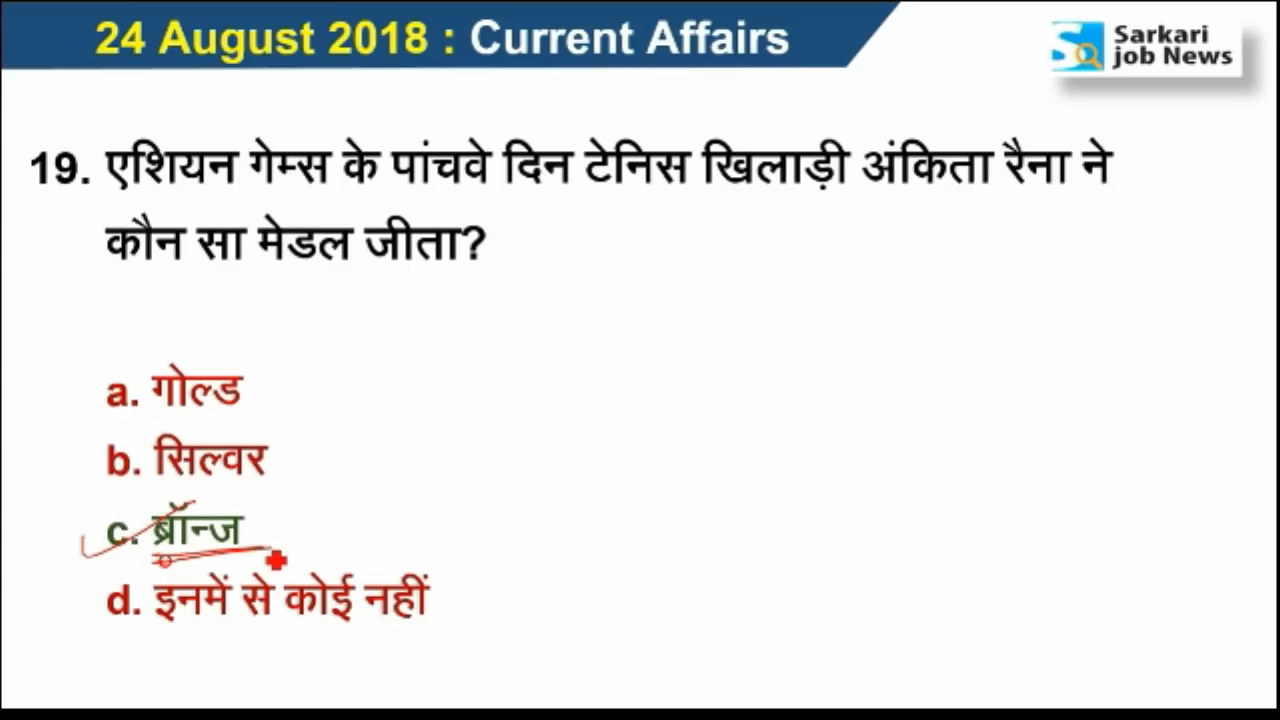 24 August 2018 : Current Affairs
Sarkari
job News
19. एशियन गेम्स के पांचवे दिन टेनिस खिलाड़ी अंकिता रैना ने
कौन सा मेडल जीता?
a. गोल्ड
b. सिल्वर
c. ब्रॉन्ज
d. इनमें से कोई नहीं